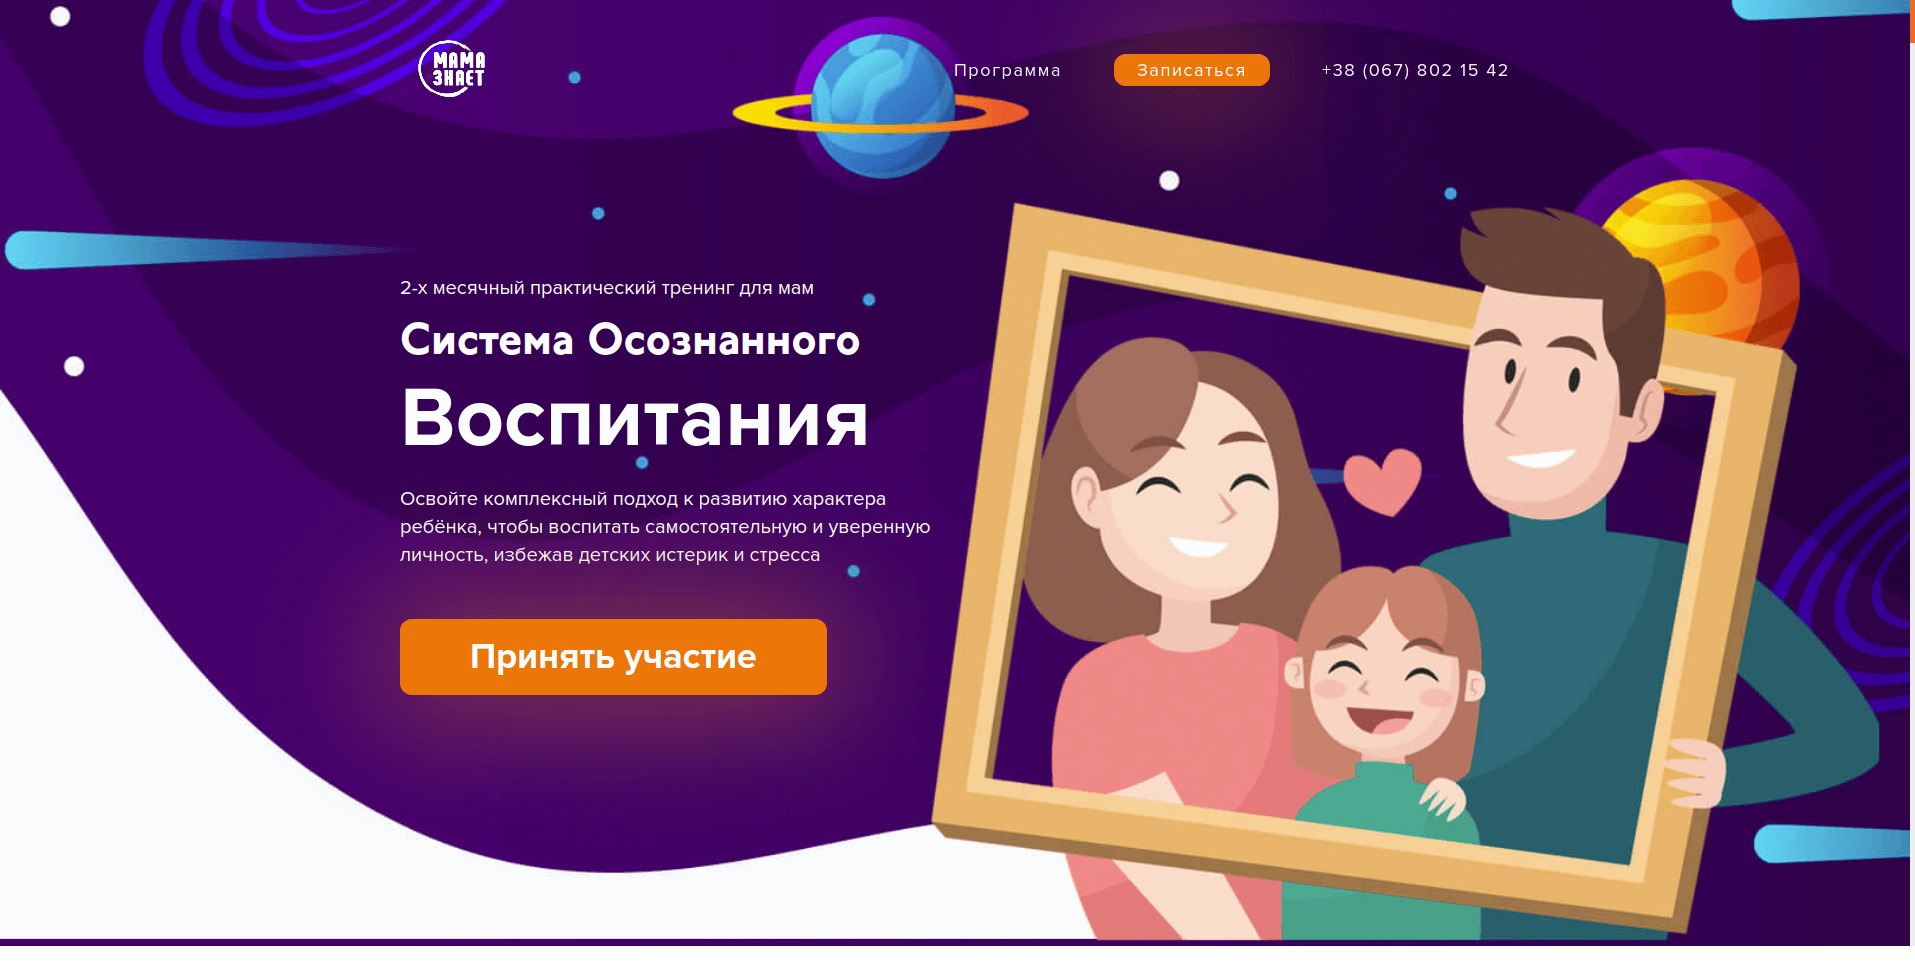 МАМА
ЗНАЕТ
Программа
Записаться
+38 (067) 802 15 42
2-х месячный практический тренинг для мам
Система Осознанного
Воспитания
Освойте комплексный подход к развитию характера
ребёнка, чтобы воспитать самостоятельную и уверенную
личность, избежав детских истерик и стресса
Принять участие